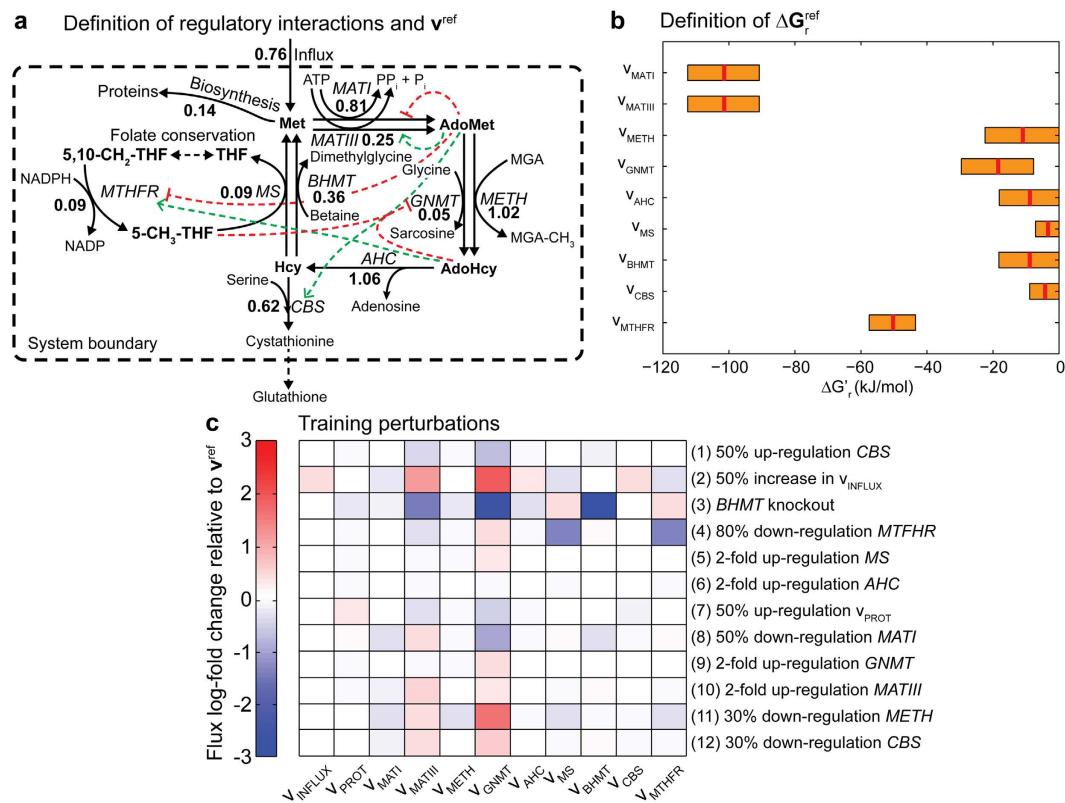 a Definition of regulatory interactions and v^ref
0.76 Influx
ATP MATI PP_i + P_i
Proteins Biosynthesis 0.81
0.14 Met AdoMet
MATIII 0.25
Folate conservation Dimethylglycine
5,10-CH_2-THF THF MGA
NADPH BHMT Glycine
MTHFR 0.09 MS 0.36 GNMT METH
0.09 Betaine 0.05 1.02
NADP 5-CH_3-THF Sarcosine MGA-CH_3
Hcy AHC AdoHcy
Serine 1.06
0.62 CBS Adenosine
Cystathionine
System boundary
Glutathione
b Definition of ΔG_r^ref
v_MATI
v_MATIII
v_METH
v_GNMT
v_AHC
v_MS
v_BHMT
v_CBS
v_MTHFR
−120 −100 −80 −60 −40 −20 0
ΔG'_r (kJ/mol)
c Training perturbations
Flux log-fold change relative to v^ref
3
2
1
0
-1
-2
-3
(1) 50% up-regulation CBS
(2) 50% increase in v_INFLUX
(3) BHMT knockout
(4) 80% down-regulation MTFHR
(5) 2-fold up-regulation MS
(6) 2-fold up-regulation AHC
(7) 50% up-regulation v_PROT
(8) 50% down-regulation MATI
(9) 2-fold up-regulation GNMT
(10) 2-fold up-regulation MATIII
(11) 30% down-regulation METH
(12) 30% down-regulation CBS
v_INFLUX v_PROT v_MATI v_MATIII v_METH v_GNMT v_AHC v_MS v_BHMT v_CBS v_MTHFR